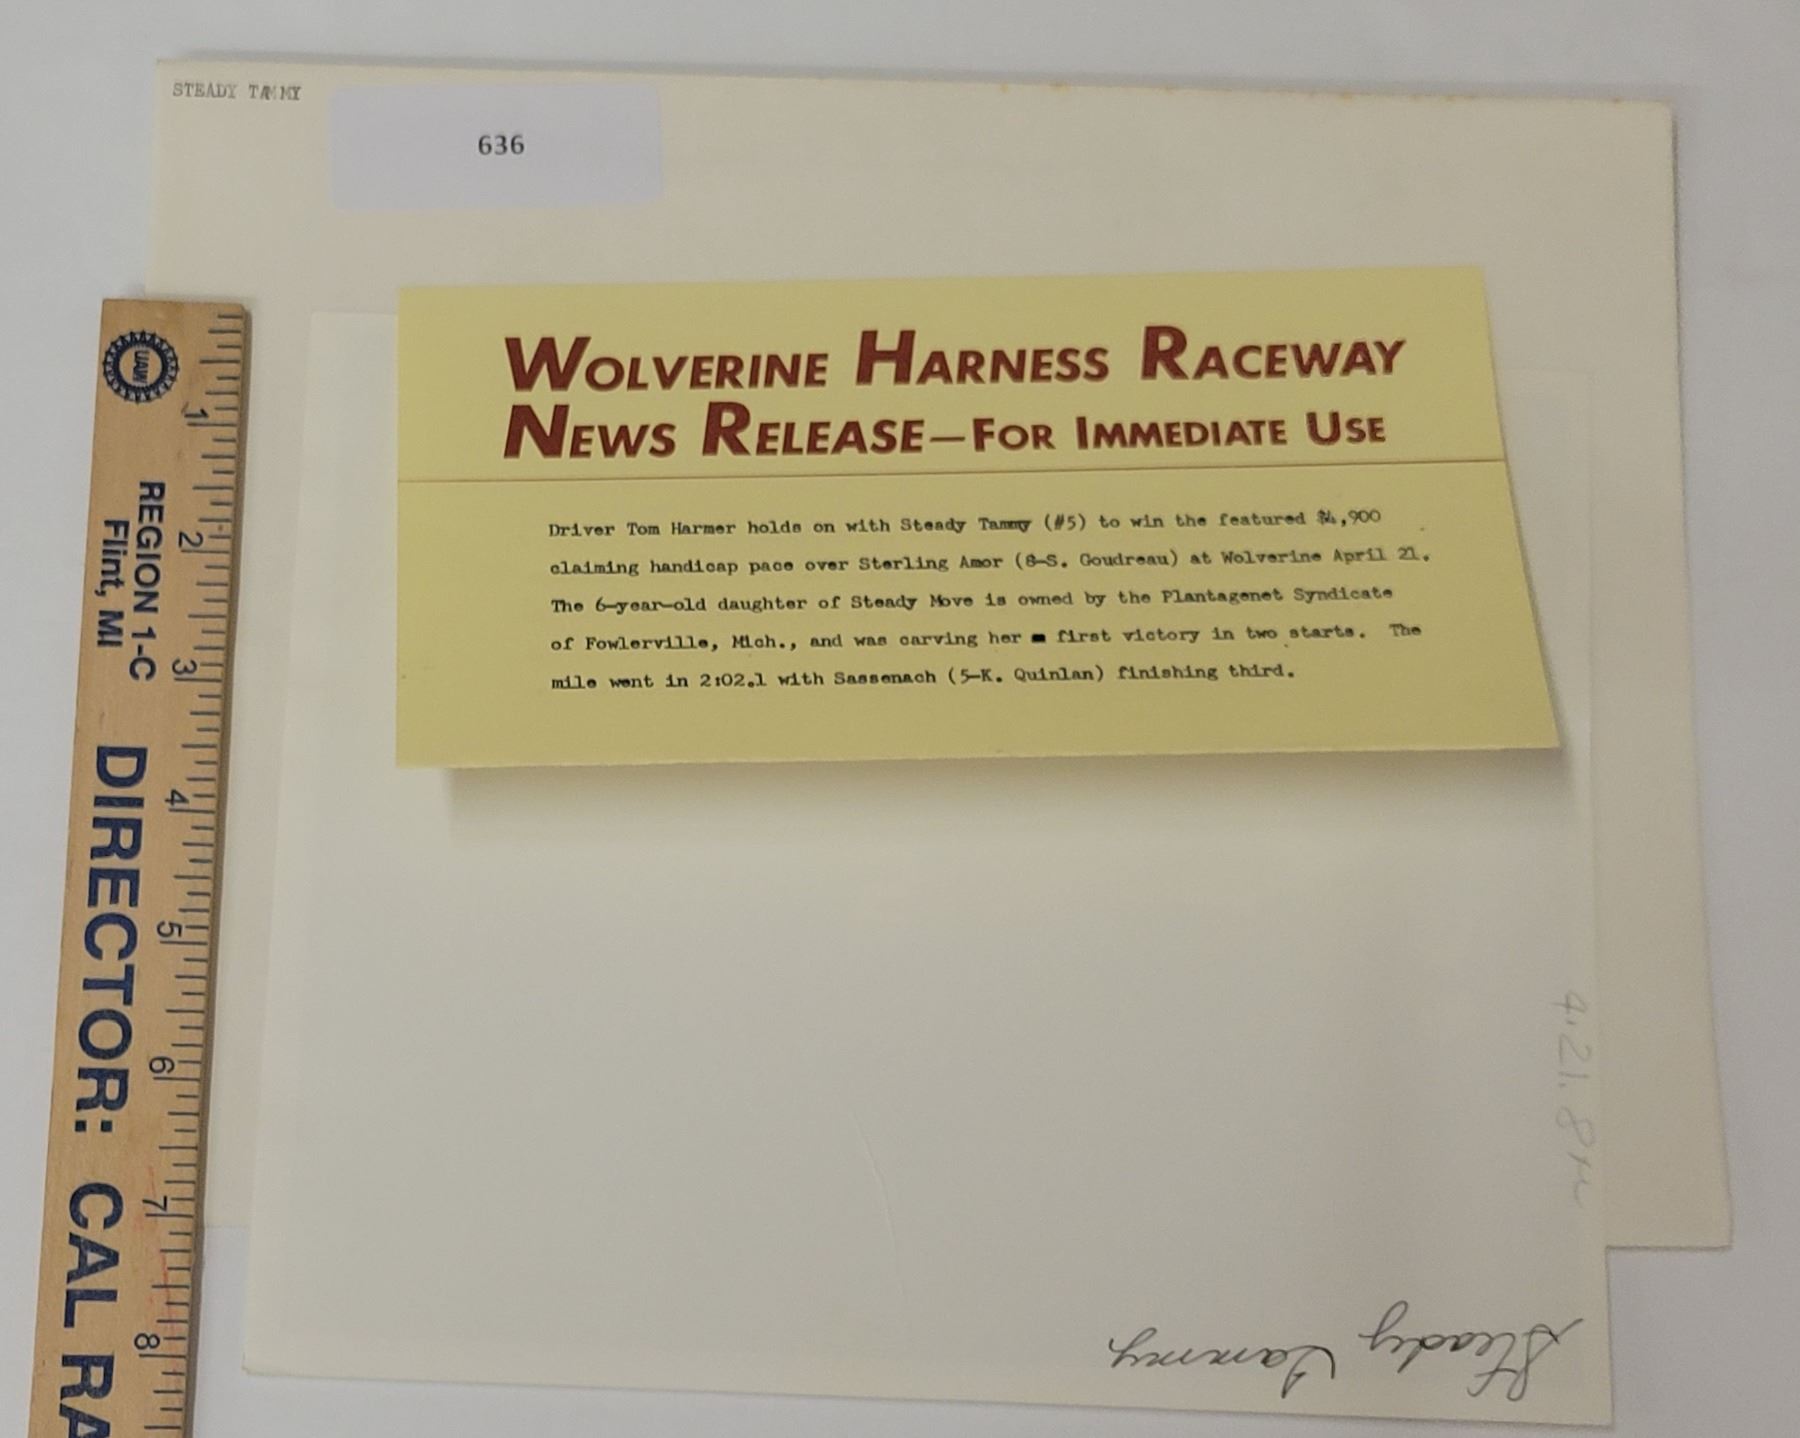 STEADY TAMMY
636
WOLVERINE HARNESS RACEWAY
NEWS RELEASE—FOR IMMEDIATE USE
Driver Tom Harmer holds on with Steady Tammy (#5) to win the featured $4,900
claiming handicap pace over Sterling Amor (8-S. Goudreau) at Wolverine April 21.
The 6-year-old daughter of Steady Move is owned by the Plantagenet Syndicate
of Fowlerville, Mich., and was carving her first victory in two starts. The
mile went in 2:02.1 with Sassenach (5-K. Quinlan) finishing third.
UAW
REGION 1-C
Flint, MI
DIRECTOR: CAL RA
1
2
3
4
5
6
7
8
Steady Tammy